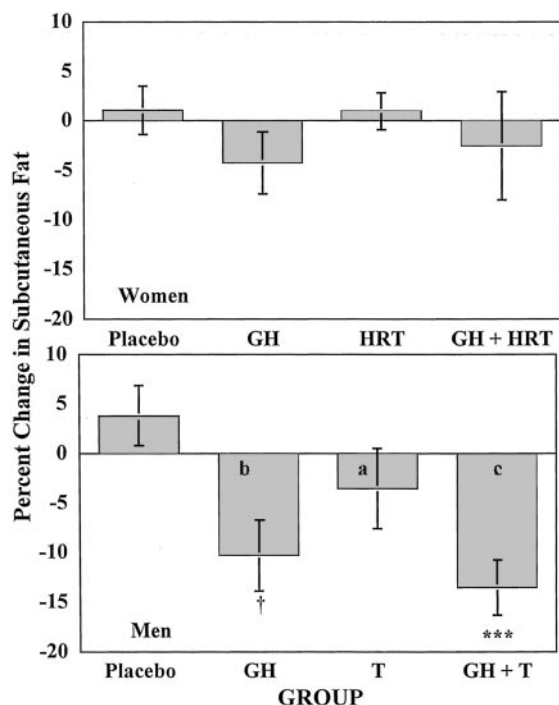 Percent Change in Subcutaneous Fat
10
5
0
-5
-10
-15
-20
Women
Placebo GH HRT GH + HRT
10
5
0
-5
-10
-15
-20
b a c
†
***
Men
Placebo GH T GH + T
GROUP